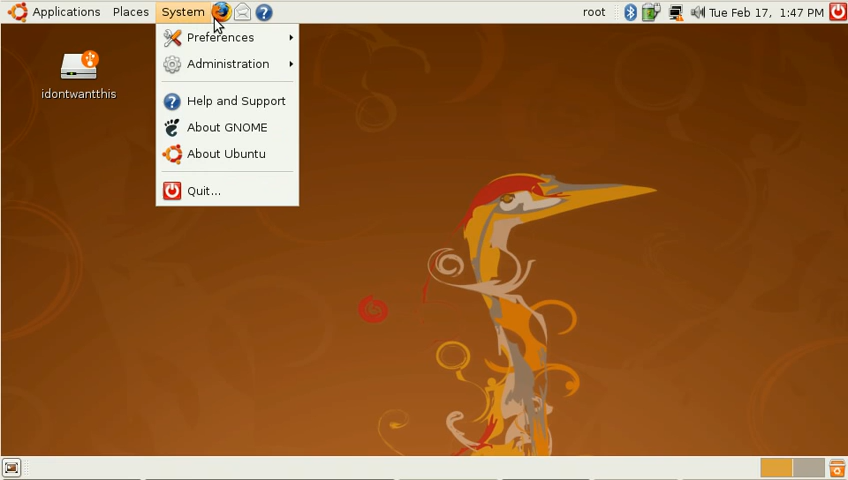 Applications Places System root Tue Feb 17, 1:47 PM
Preferences
Administration
Help and Support
About GNOME
About Ubuntu
Quit...
idontwantthis